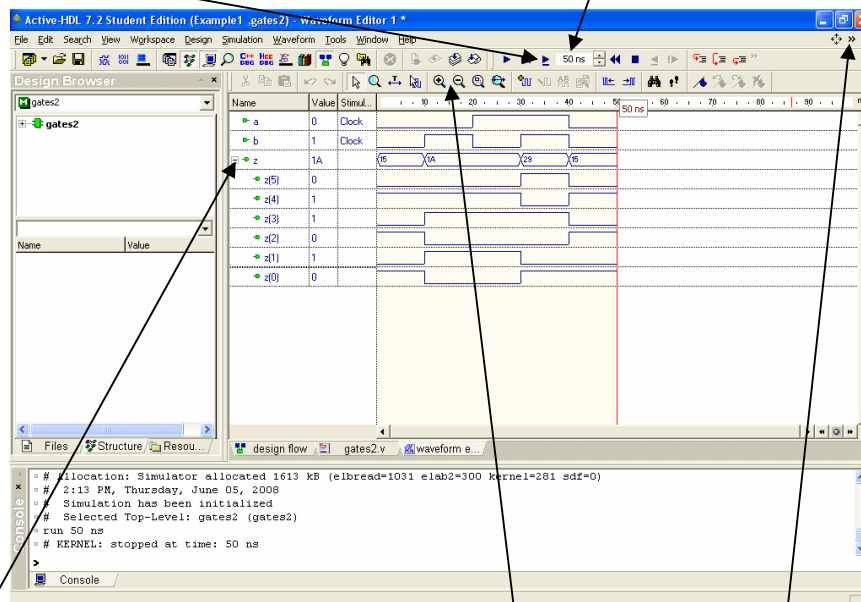 Active-HDL 7.2 Student Edition (Example1 ,gates2) - Waveform Editor 1 *
File Edit Search View Workspace Design Simulation Waveform Tools Window Help
50 ns
Design Browser
gates2
gates2
Name Value
Files Structure Resou...
Name Value Stimul... 10 20 30 40 50 60 70 80 90
50 ns
a 0 Clock
b 1 Clock
z 1A 15 1A 29 15
z(5) 0
z(4) 1
z(3) 1
z(2) 0
z(1) 1
z(0) 0
design flow gates2.v waveform e...
# Allocation: Simulator allocated 1613 kB (elbread=1031 elab2=300 kernel=281 sdf=0)
# 2:13 PM, Thursday, June 05, 2008
# Simulation has been initialized
# Selected Top-Level: gates2 (gates2)
run 50 ns
# KERNEL: stopped at time: 50 ns
>
Console
Console